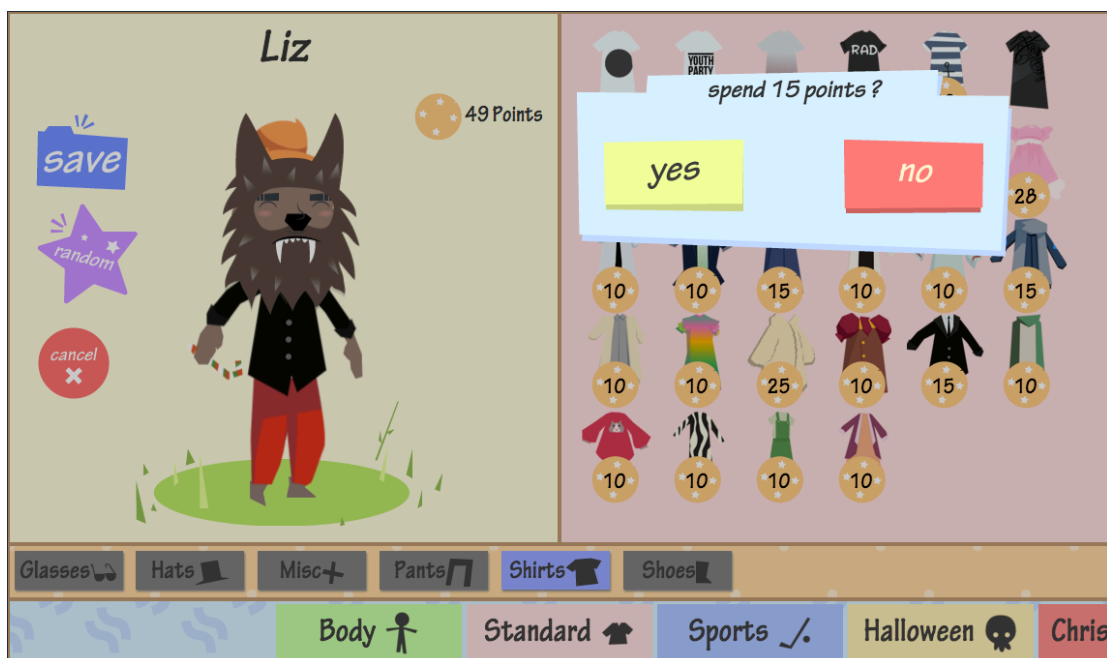 Liz
49 Points
save
random
cancel
RAD
YOUTH
PARTY
spend 15 points ?
yes
no
28
10
10
15
10
10
15
10
10
25
10
15
10
10
10
10
10
Glasses
Hats
Misc
Pants
Shirts
Shoes
Body
Standard
Sports
Halloween
Chris